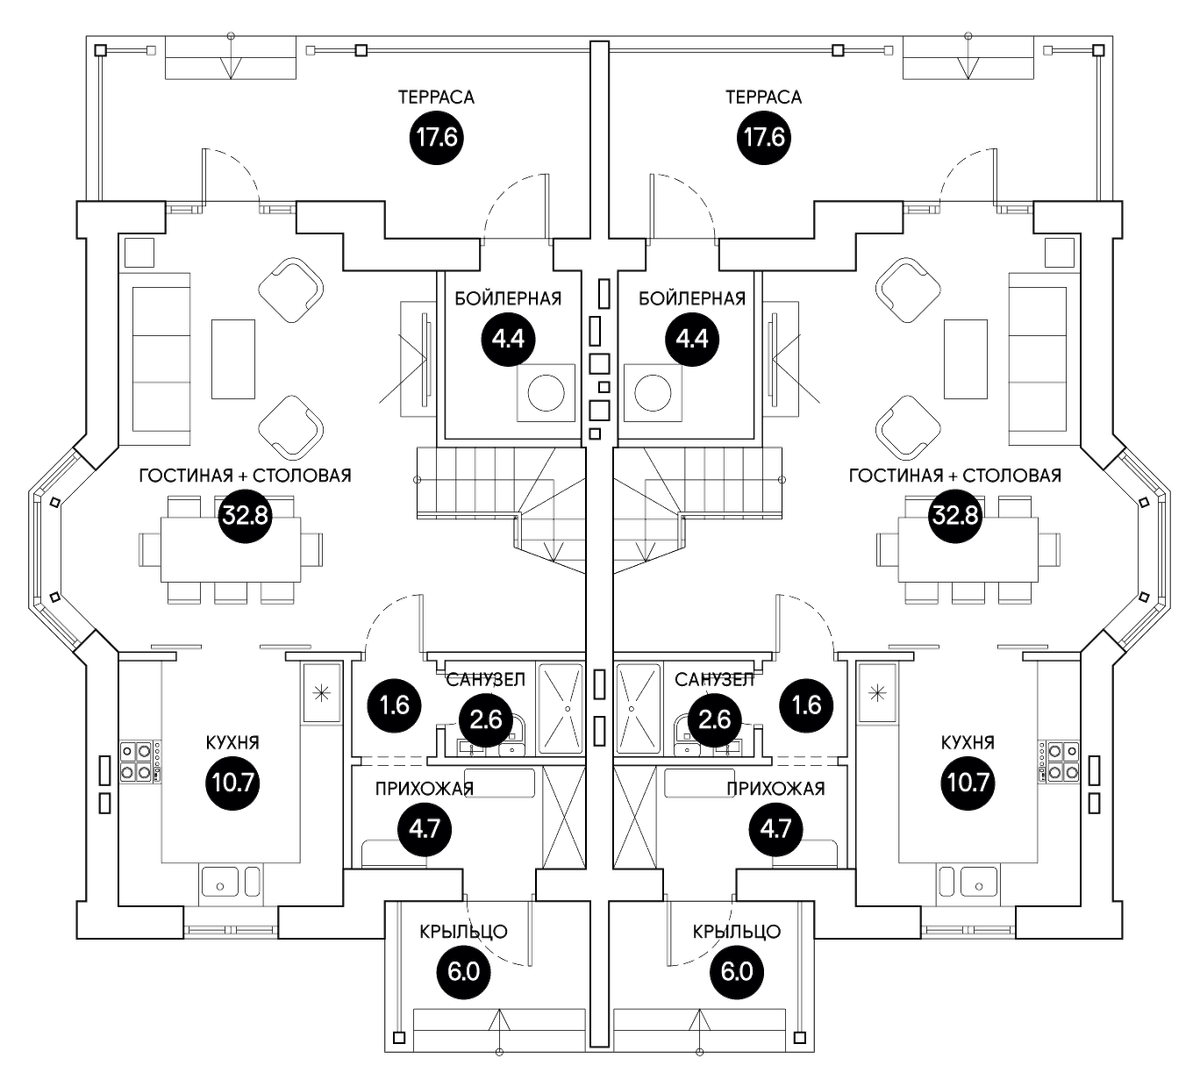 ТЕРРАСА
17.6
ТЕРРАСА
17.6
БОЙЛЕРНАЯ
4.4
БОЙЛЕРНАЯ
4.4
ГОСТИНАЯ + СТОЛОВАЯ
32.8
ГОСТИНАЯ + СТОЛОВАЯ
32.8
1.6
САНУЗЕЛ
2.6
САНУЗЕЛ
2.6
1.6
КУХНЯ
10.7
ПРИХОЖАЯ
4.7
ПРИХОЖАЯ
4.7
КУХНЯ
10.7
КРЫЛЬЦО
6.0
КРЫЛЬЦО
6.0